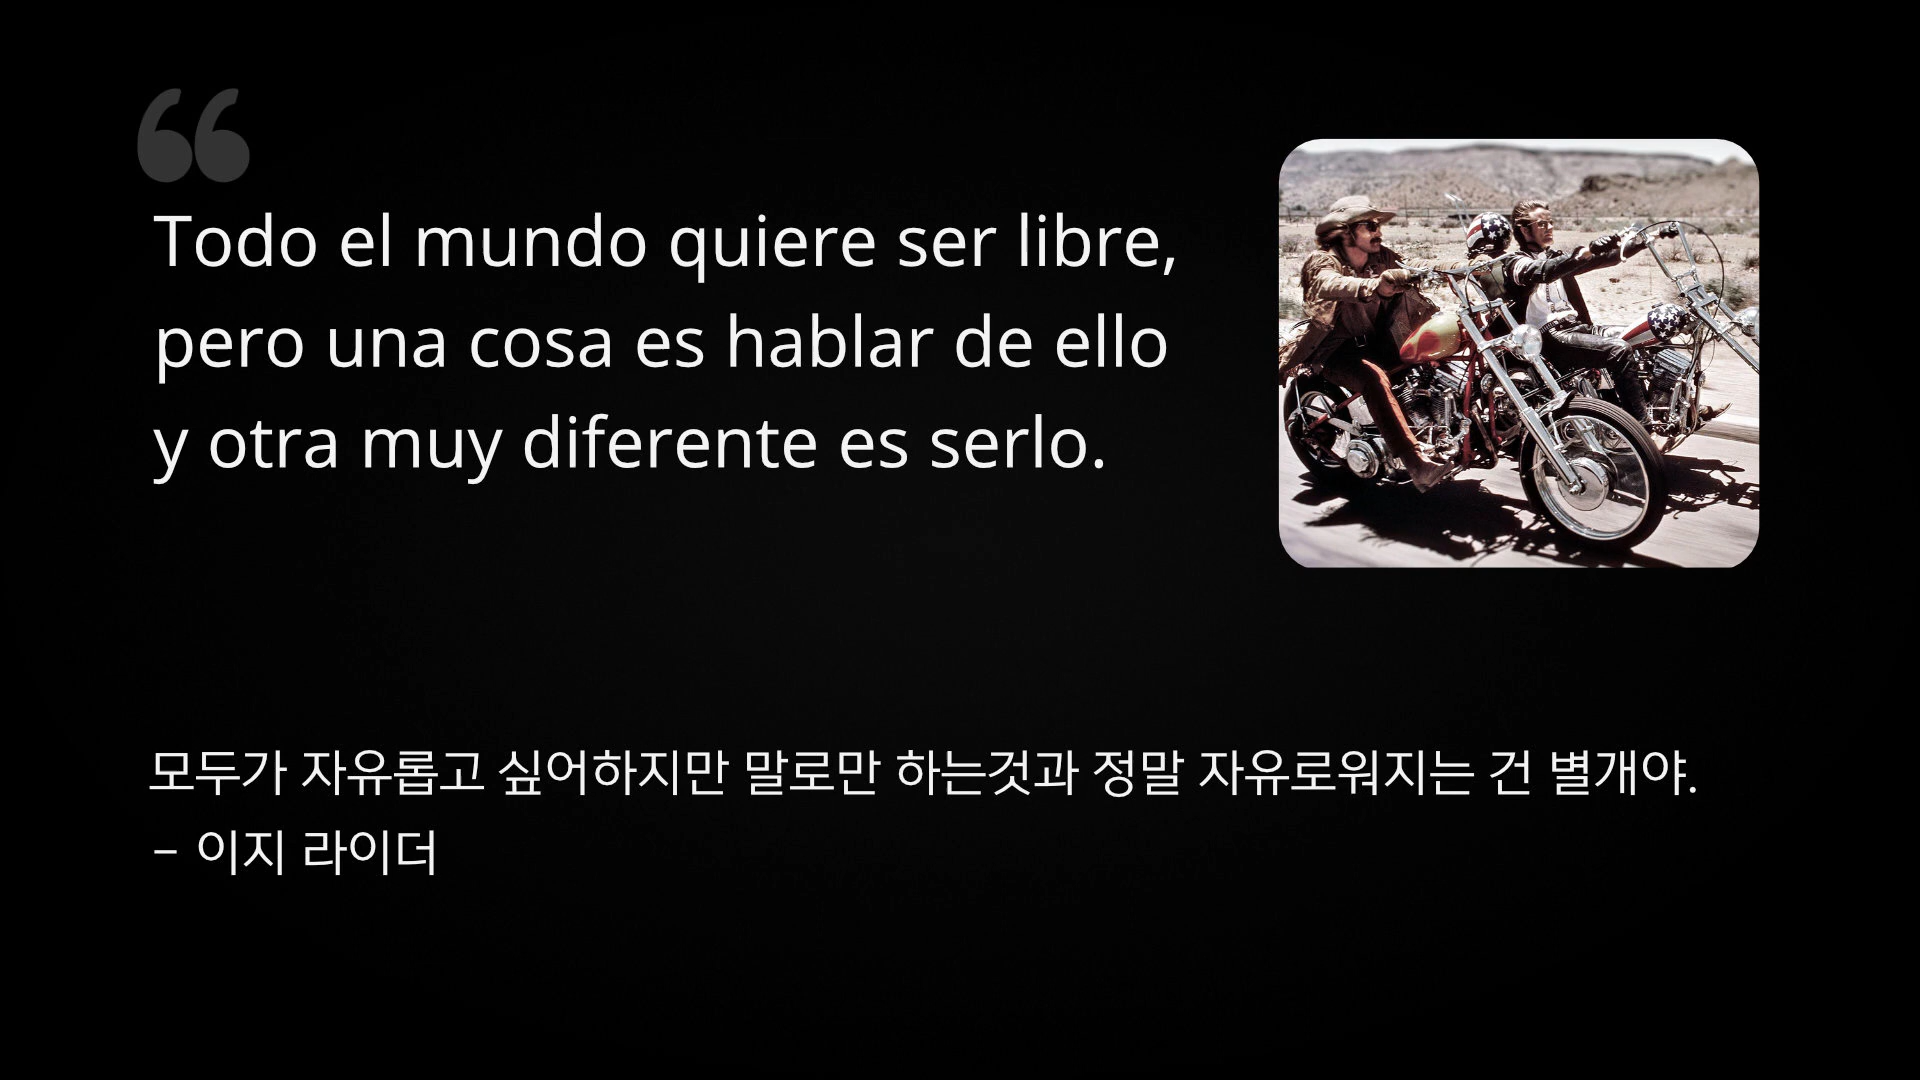 “
Todo el mundo quiere ser libre,
pero una cosa es hablar de ello
y otra muy diferente es serlo.
모두가 자유롭고 싶어하지만 말로만 하는것과 정말 자유로워지는 건 별개야.
– 이지 라이더